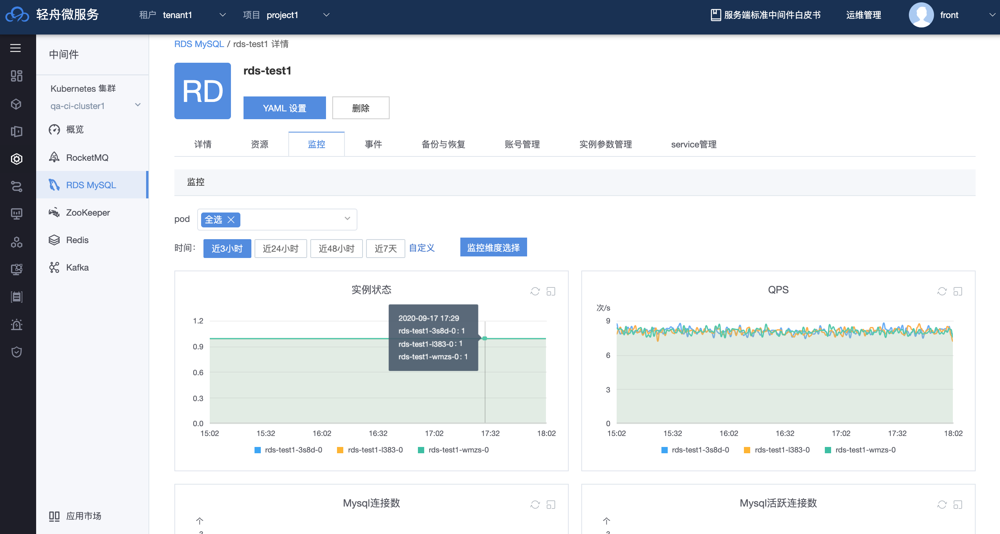 轻舟微服务
租户 tenant1
项目 project1
服务端标准中间件白皮书
运维管理
front
中间件
Kubernetes 集群
qa-ci-cluster1
概览
RocketMQ
RDS MySQL
ZooKeeper
Redis
Kafka
应用市场
RDS MySQL / rds-test1 详情
RD
rds-test1
YAML 设置
删除
详情 资源 监控 事件 备份与恢复 账号管理 实例参数管理 service管理
监控
pod 全选
时间： 近3小时 近24小时 近48小时 近7天 自定义 监控维度选择
实例状态
1.2
0.9
0.6
0.3
0.0
2020-09-17 17:29
rds-test1-3s8d-0 : 1
rds-test1-l383-0 : 1
rds-test1-wmzs-0 : 1
15:02 15:32 16:02 16:32 17:02 17:32 18:02
rds-test1-3s8d-0 rds-test1-l383-0 rds-test1-wmzs-0
QPS
次/s
9
6
3
0
15:02 15:32 16:02 16:32 17:02 17:32 18:02
rds-test1-3s8d-0 rds-test1-l383-0 rds-test1-wmzs-0
Mysql连接数
个
Mysql活跃连接数
个